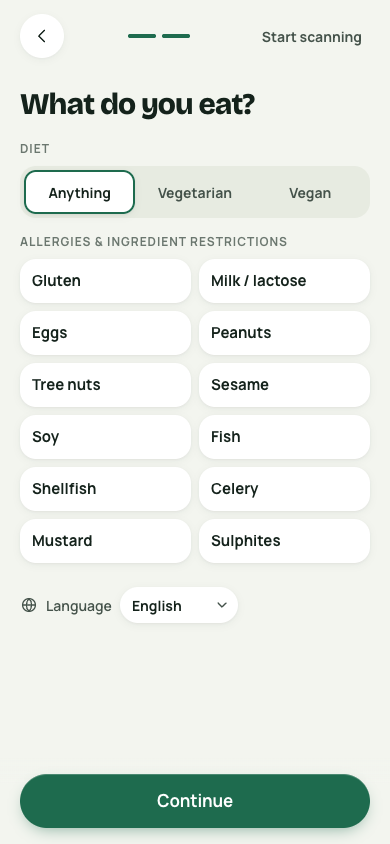 Start scanning
What do you eat?
DIET
Anything Vegetarian Vegan
ALLERGIES & INGREDIENT RESTRICTIONS
Gluten Milk / lactose
Eggs Peanuts
Tree nuts Sesame
Soy Fish
Shellfish Celery
Mustard Sulphites
Language English
Continue